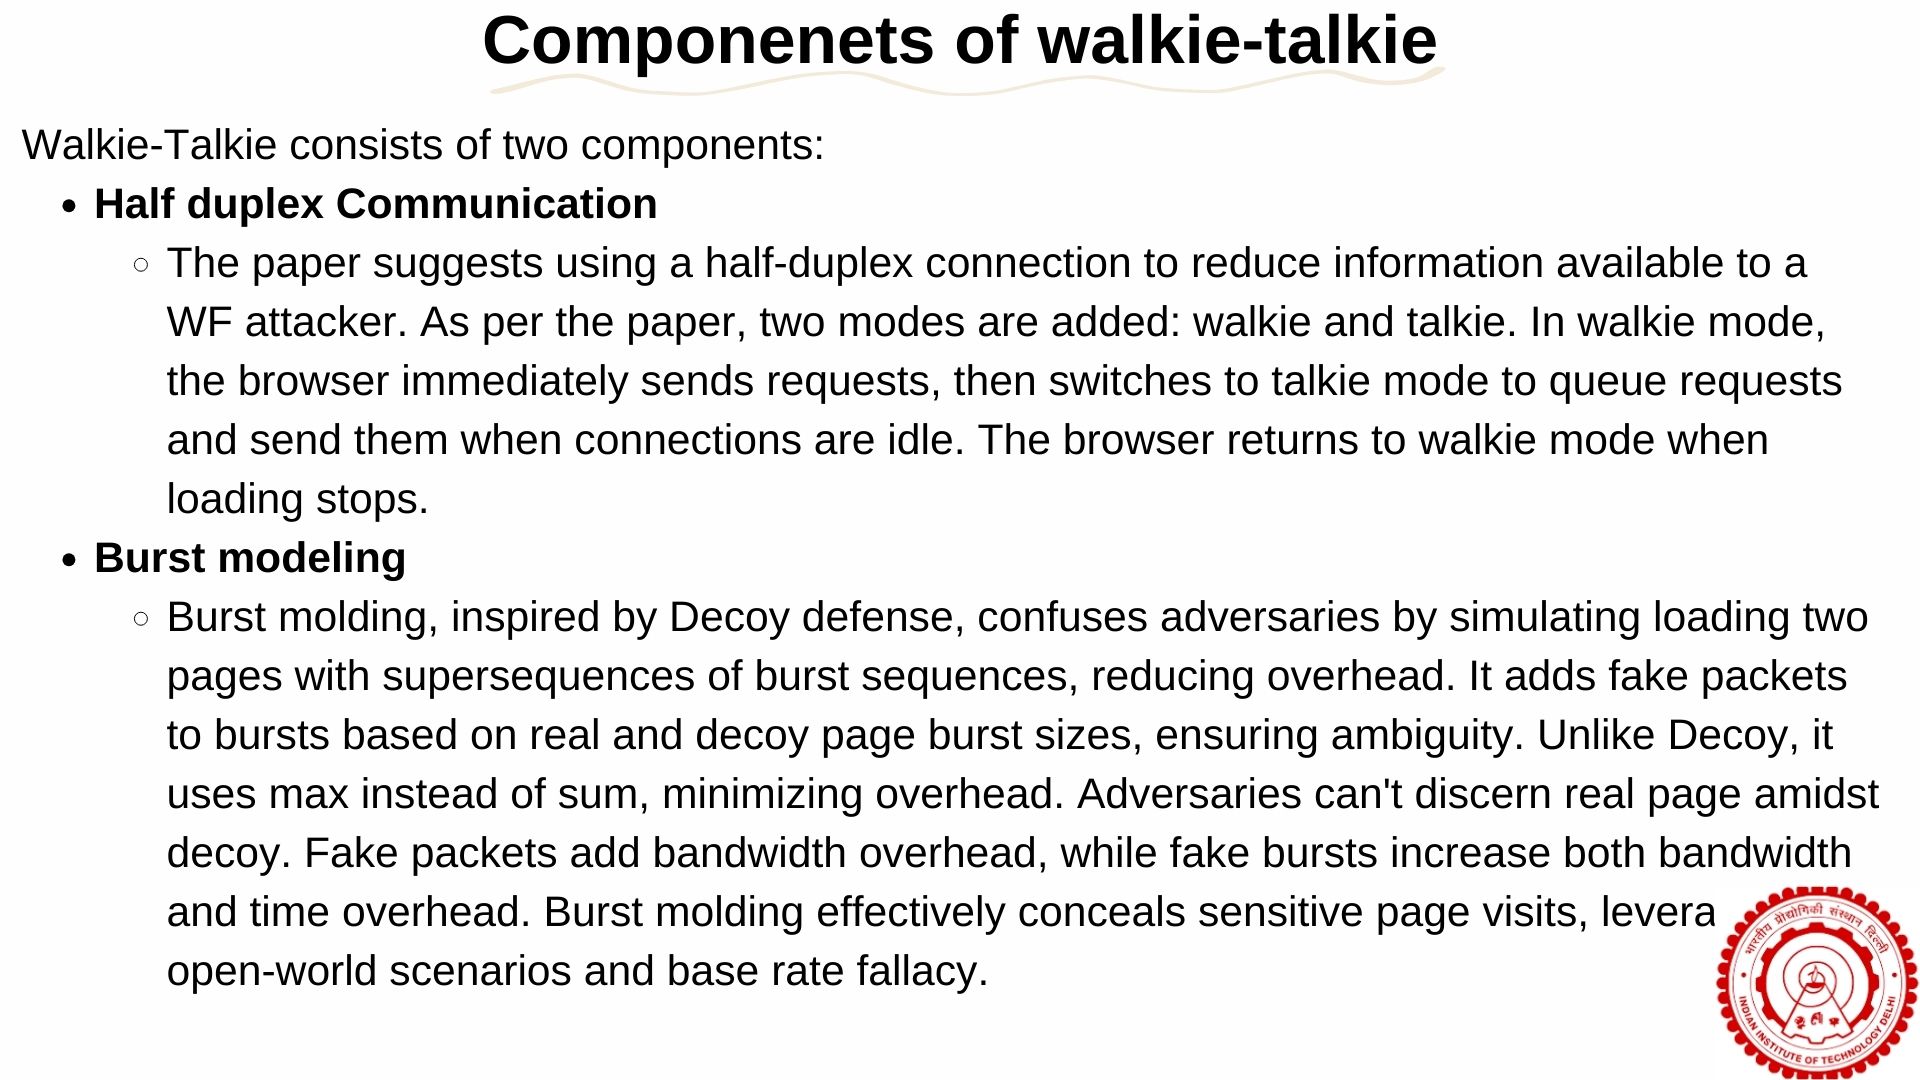 Componenets of walkie-talkie
Walkie-Talkie consists of two components:
• Half duplex Communication
○ The paper suggests using a half-duplex connection to reduce information available to a
WF attacker. As per the paper, two modes are added: walkie and talkie. In walkie mode,
the browser immediately sends requests, then switches to talkie mode to queue requests
and send them when connections are idle. The browser returns to walkie mode when
loading stops.
• Burst modeling
○ Burst molding, inspired by Decoy defense, confuses adversaries by simulating loading two
pages with supersequences of burst sequences, reducing overhead. It adds fake packets
to bursts based on real and decoy page burst sizes, ensuring ambiguity. Unlike Decoy, it
uses max instead of sum, minimizing overhead. Adversaries can't discern real page amidst
decoy. Fake packets add bandwidth overhead, while fake bursts increase both bandwidth
and time overhead. Burst molding effectively conceals sensitive page visits, levera
open-world scenarios and base rate fallacy.
भारतीय प्रौद्योगिकी संस्थान दिल्ली
INDIAN INSTITUTE OF TECHNOLOGY DELHI